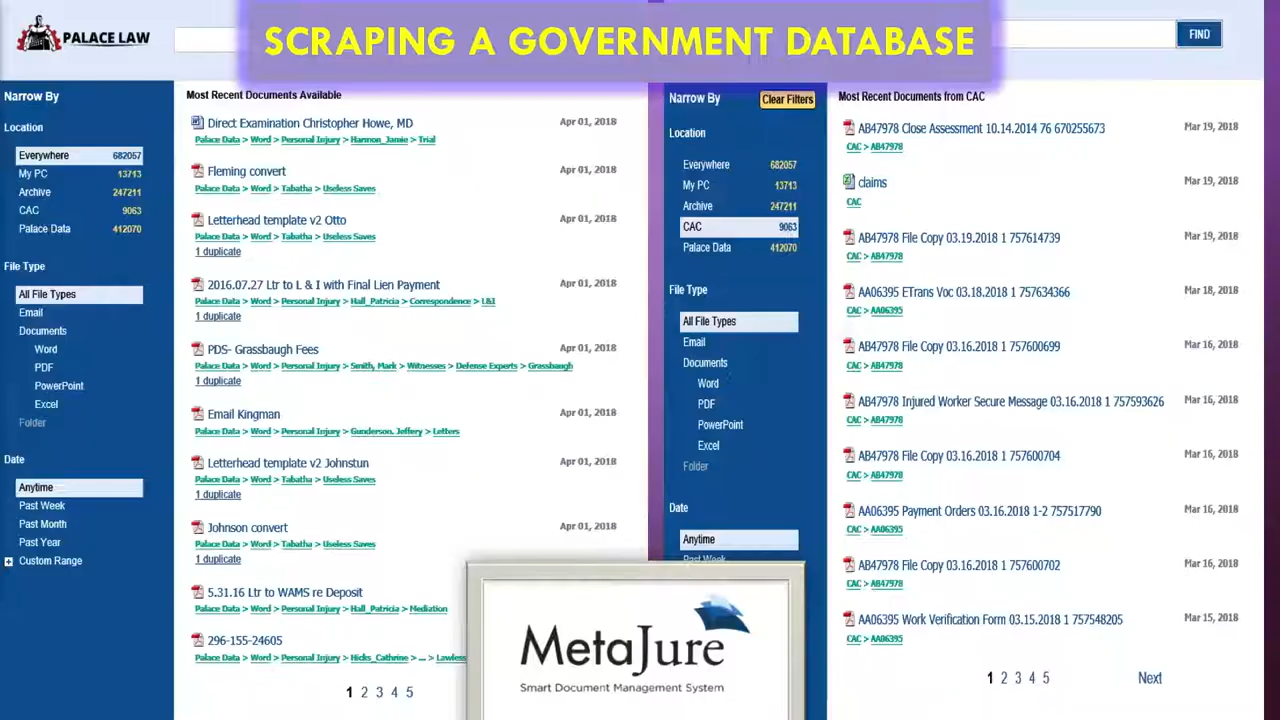 PALACE LAW
SCRAPING A GOVERNMENT DATABASE
FIND
Narrow By
Location
Everywhere 682057
My PC 13713
Archive 247211
CAC 9063
Palace Data 412070
File Type
All File Types
Email
Documents
Word
PDF
PowerPoint
Excel
Folder
Date
Anytime
Past Week
Past Month
Past Year
Custom Range
Most Recent Documents Available
Direct Examination Christopher Howe, MD Apr 01, 2018
Palace Data > Word > Personal Injury > Harmon_Jamie > Trial
Fleming convert Apr 01, 2018
Palace Data > Word > Tabatha > Useless Saves
Letterhead template v2 Otto Apr 01, 2018
Palace Data > Word > Tabatha > Useless Saves
1 duplicate
2016.07.27 Ltr to L & I with Final Lien Payment Apr 01, 2018
Palace Data > Word > Personal Injury > Hall_Patricia > Correspondence > L&I
1 duplicate
PDS- Grassbaugh Fees Apr 01, 2018
Palace Data > Word > Personal Injury > Smith, Mark > Witnesses > Defense Experts > Grassbaugh
1 duplicate
Email Kingman Apr 01, 2018
Palace Data > Word > Personal Injury > Gunderson, Jeffery > Letters
Letterhead template v2 Johnstun Apr 01, 2018
Palace Data > Word > Tabatha > Useless Saves
1 duplicate
Johnson convert Apr 01, 2018
Palace Data > Word > Tabatha > Useless Saves
1 duplicate
5.31.16 Ltr to WAMS re Deposit
Palace Data > Word > Personal Injury > Hall_Patricia > Mediation
296-155-24605
Palace Data > Word > Personal Injury > Hicks_Cathrine > ... > Lawless
1 2 3 4 5
Narrow By Clear Filters
Location
Everywhere 682057
My PC 13713
Archive 247211
CAC 9063
Palace Data 412070
File Type
All File Types
Email
Documents
Word
PDF
PowerPoint
Excel
Folder
Date
Anytime
Past Week
Most Recent Documents from CAC
AB47978 Close Assessment 10.14.2014 76 670255673 Mar 19, 2018
CAC > AB47978
claims Mar 19, 2018
CAC
AB47978 File Copy 03.19.2018 1 757614739 Mar 19, 2018
CAC > AB47978
AA06395 ETrans Voc 03.18.2018 1 757634366 Mar 18, 2018
CAC > AA06395
AB47978 File Copy 03.16.2018 1 757600699 Mar 16, 2018
CAC > AB47978
AB47978 Injured Worker Secure Message 03.16.2018 1 757593626 Mar 16, 2018
CAC > AB47978
AB47978 File Copy 03.16.2018 1 757600704 Mar 16, 2018
CAC > AB47978
AA06395 Payment Orders 03.16.2018 1-2 757517790 Mar 16, 2018
CAC > AA06395
AB47978 File Copy 03.16.2018 1 757600702 Mar 16, 2018
CAC > AB47978
AA06395 Work Verification Form 03.15.2018 1 757548205 Mar 15, 2018
CAC > AA06395
1 2 3 4 5 Next
MetaJure
Smart Document Management System